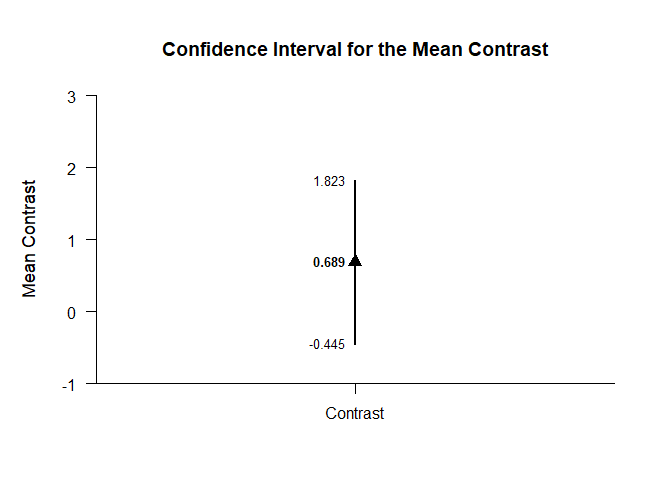 Confidence Interval for the Mean Contrast
Mean Contrast
3
2
1
0
-1
1.823
0.689
-0.445
Contrast